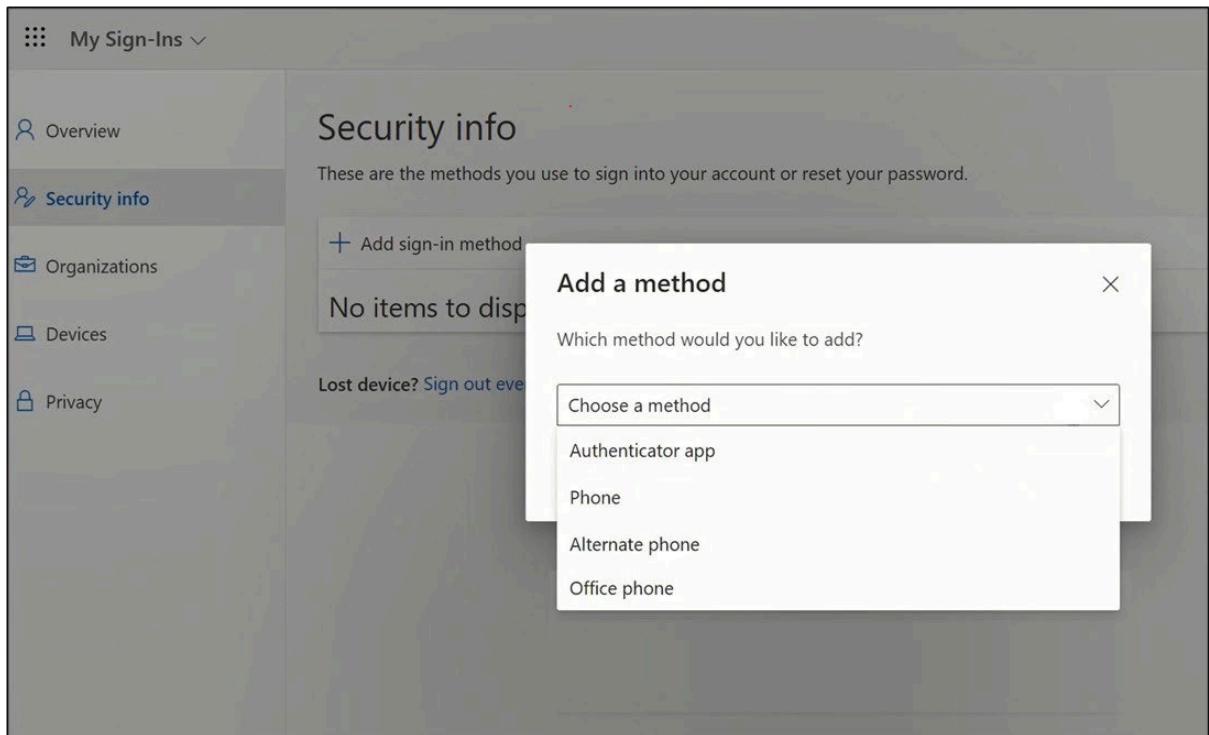 My Sign-Ins
Overview
Security info
Organizations
Devices
Privacy
Security info
These are the methods you use to sign into your account or reset your password.
Add sign-in method
No items to disp
Lost device? Sign out eve
Add a method
Which method would you like to add?
Choose a method
Authenticator app
Phone
Alternate phone
Office phone